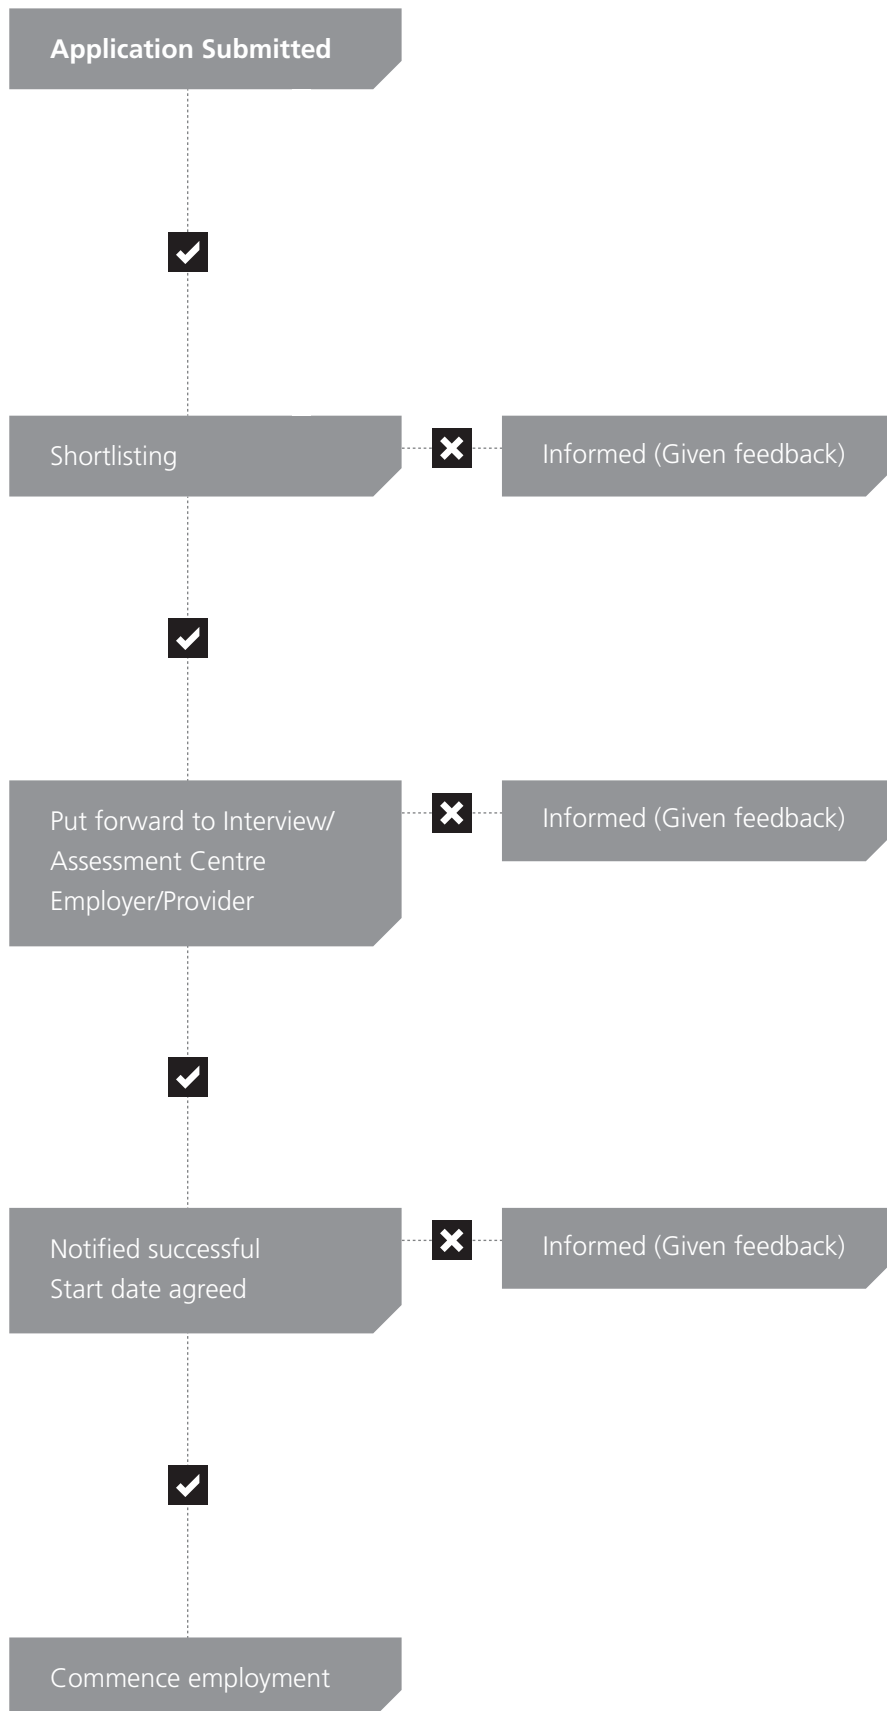 Application Submitted
Shortlisting
Informed (Given feedback)
Put forward to Interview/
Assessment Centre
Employer/Provider
Informed (Given feedback)
Notified successful
Start date agreed
Informed (Given feedback)
Commence employment